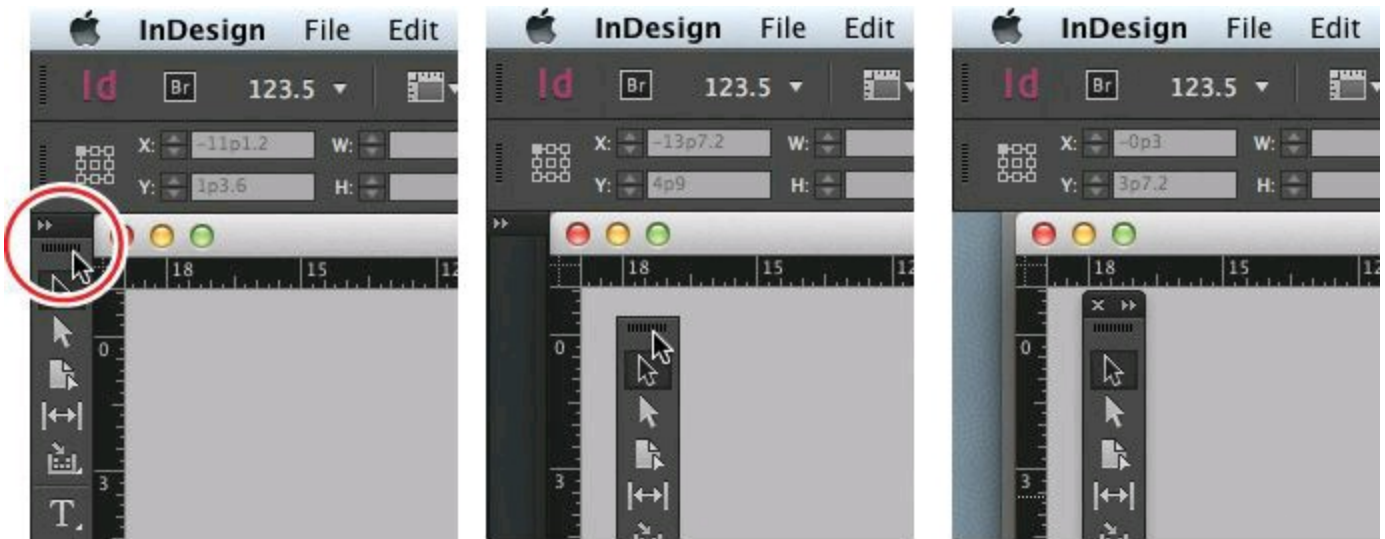 InDesign File Edit
Id Br 123.5
X: -11p1.2 W:
Y: 1p3.6 H:
18 15 12
0
3
T
InDesign File Edit
Id Br 123.5
X: -13p7.2 W:
Y: 4p9 H:
18 15 12
0
3
InDesign File Edit
Id Br 123.5
X: -0p3 W:
Y: 3p7.2 H:
18 15 12
0
3